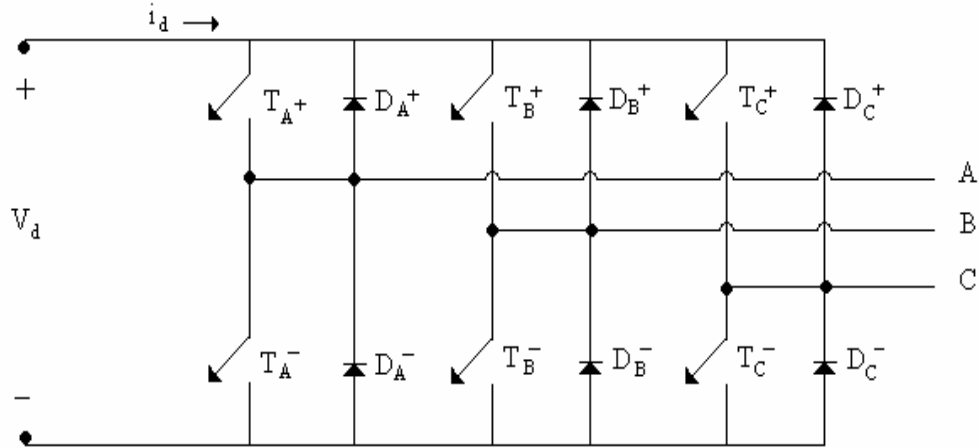 i_d →
+
T_A+ D_A+ T_B+ D_B+ T_C+ D_C+
A
V_d
B
C
T_A− D_A− T_B− D_B− T_C− D_C−
−